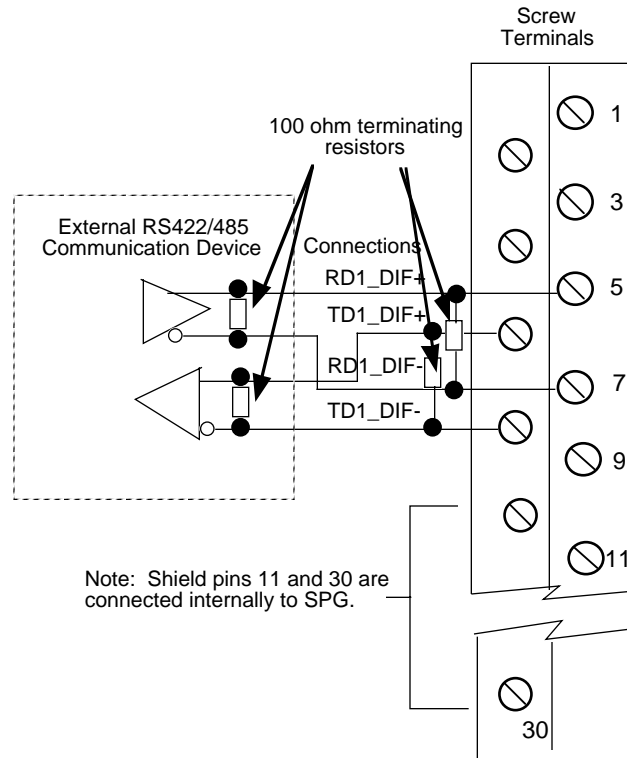 Screw
Terminals
1
100 ohm terminating
resistors
3
External RS422/485
Communication Device
Connections
RD1_DIF+
5
TD1_DIF+
RD1_DIF-
7
TD1_DIF-
9
11
Note:  Shield pins 11 and 30 are
connected internally to SPG.
30